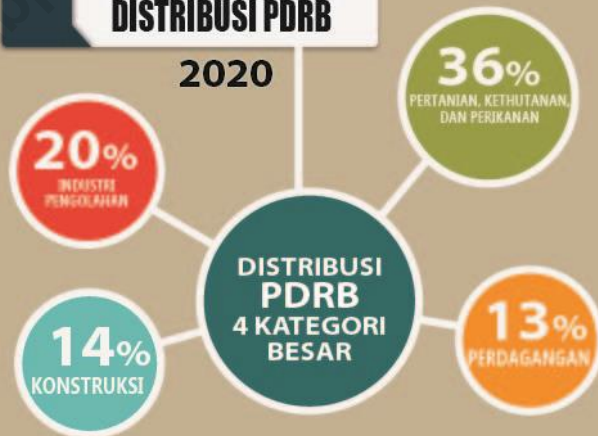 DISTRIBUSI PDRB
2020
36%
PERTANIAN, KETHUTANAN,
DAN PERIKANAN
20%
INDUSTRI
PENGOLAHAN
DISTRIBUSI
PDRB
4 KATEGORI
BESAR
14%
KONSTRUKSI
13%
PERDAGANGAN